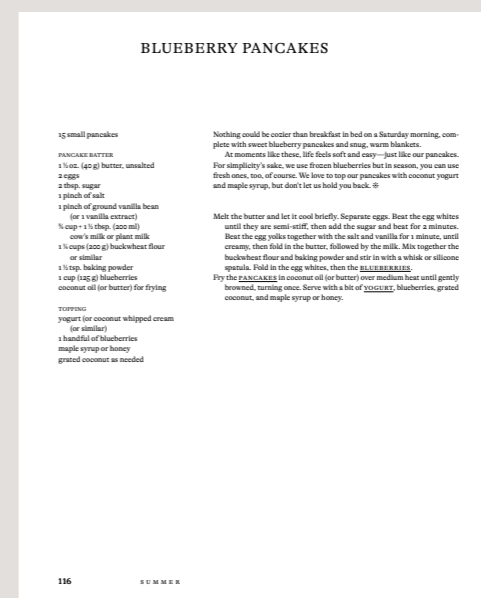 BLUEBERRY PANCAKES
15 small pancakes
PANCAKE BATTER
1 ½ oz. (40 g) butter, unsalted
2 eggs
2 tbsp. sugar
1 pinch of salt
1 pinch of ground vanilla bean
(or 1 vanilla extract)
¾ cup + 1 ½ tbsp. (200 ml)
cow's milk or plant milk
cups (200 g) buckwheat flour
or similar
1 ½ tsp. baking powder
1 cup (125 g) blueberries
coconut oil (or butter) for frying
TOPPING
yogurt (or coconut whipped cream
(or similar)
1 handful of blueberries
maple syrup or honey
grated coconut as needed
Nothing could be cozier than breakfast in bed on a Saturday morning, com-
plete with sweet blueberry pancakes and snug, warm blankets.
At moments like these, life feels soft and easy—just like our pancakes.
For simplicity's sake, we use frozen blueberries but in season, you can use
fresh ones, too, of course. We love to top our pancakes with coconut yogurt
and maple syrup, but don't let us hold you back.
Melt the butter and let it cool briefly. Separate eggs. Beat the egg whites
until they are semi-stiff, then add the sugar and beat for 2 minutes.
Beat the egg yolks together with the salt and vanilla for 1 minute, until
creamy, then fold in the butter, followed by the milk. Mix together the
buckwheat flour and baking powder and stir in with a whisk or silicone
spatula. Fold in the egg whites, then the BLUEBERRIES.
Fry the PANCAKES in coconut oil (or butter) over medium heat until gently
browned, turning once. Serve with a bit of YOGURT, blueberries, grated
coconut, and maple syrup or honey.
116
SUMMER